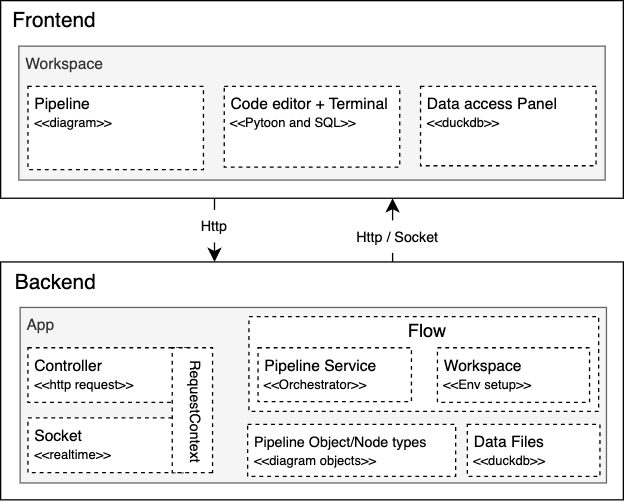 Frontend
Workspace
Pipeline
<<diagram>>
Code editor + Terminal
<<Pytoon and SQL>>
Data access Panel
<<duckdb>>
Http
Http / Socket
Backend
App
Controller
<<http request>>
Socket
<<realtime>>
RequestContext
Flow
Pipeline Service
<<Orchestrator>>
Workspace
<<Env setup>>
Pipeline Object/Node types
<<diagram objects>>
Data Files
<<duckdb>>